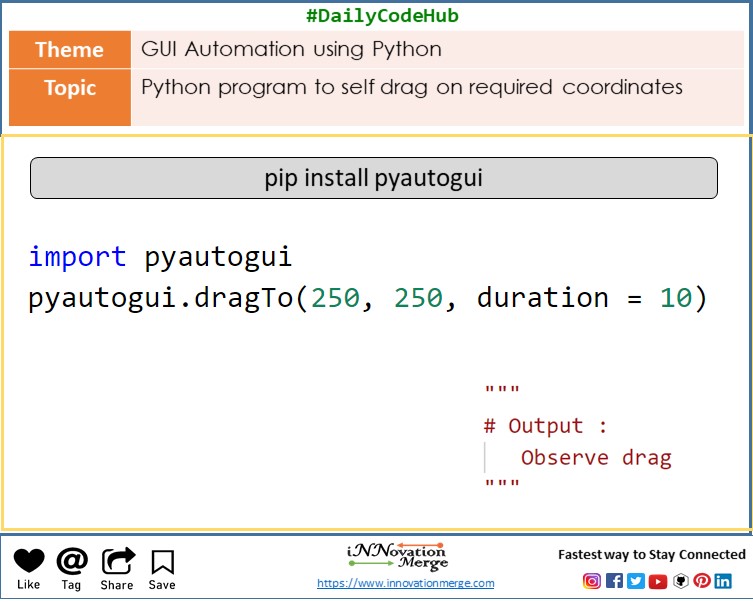 #DailyCodeHub
Theme
GUI Automation using Python
Topic
Python program to self drag on required coordinates
pip install pyautogui
import pyautogui
pyautogui.dragTo(250, 250, duration = 10)
"""
# Output :
Observe drag
"""
Like
Tag
Share
Save
iNNovation
Merge
https://www.innovationmerge.com
Fastest way to Stay Connected